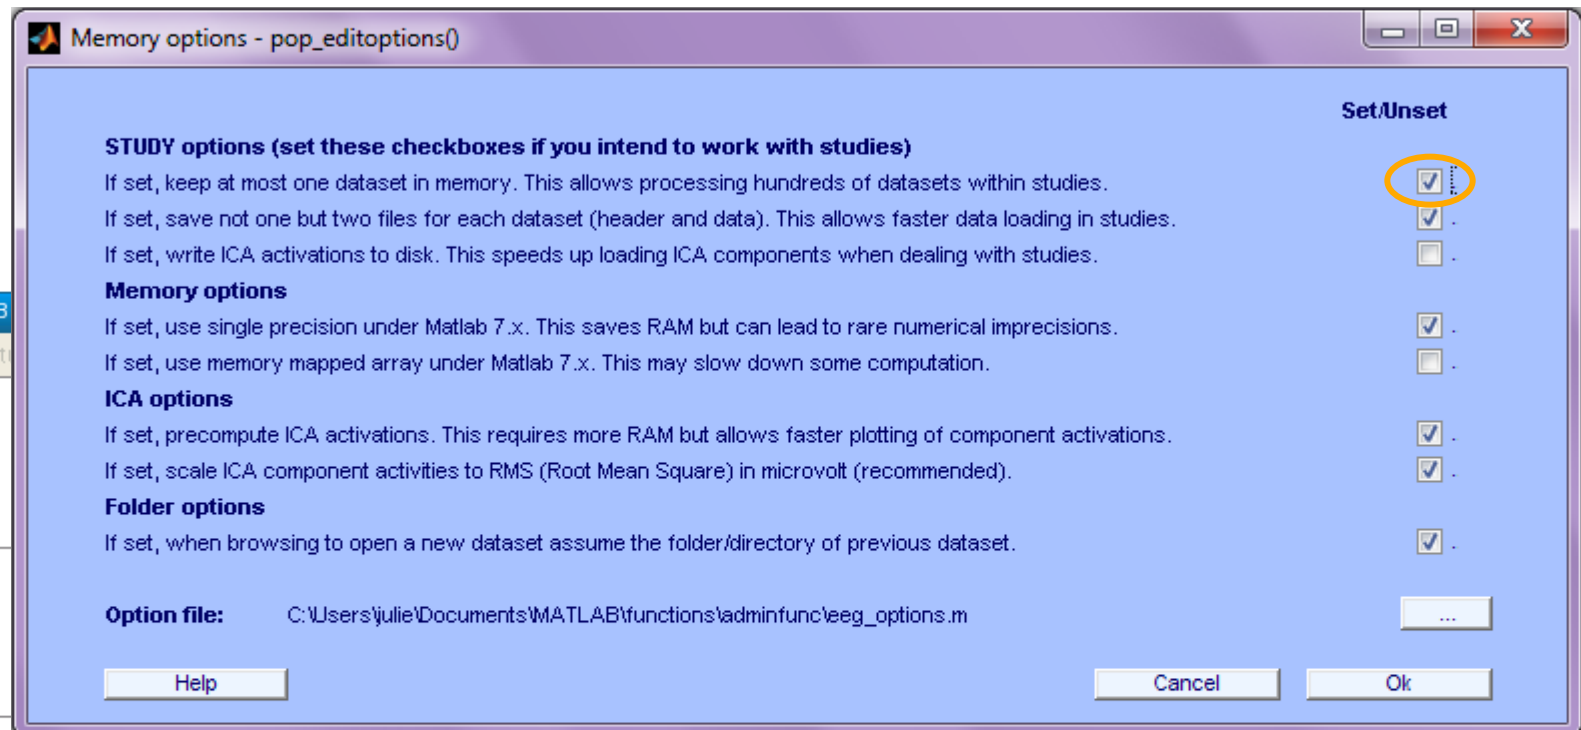 Memory options - pop_editoptions()
Set/Unset
STUDY options (set these checkboxes if you intend to work with studies)
If set, keep at most one dataset in memory. This allows processing hundreds of datasets within studies.
If set, save not one but two files for each dataset (header and data). This allows faster data loading in studies.
If set, write ICA activations to disk. This speeds up loading ICA components when dealing with studies.
Memory options
If set, use single precision under Matlab 7.x. This saves RAM but can lead to rare numerical imprecisions.
If set, use memory mapped array under Matlab 7.x. This may slow down some computation.
ICA options
If set, precompute ICA activations. This requires more RAM but allows faster plotting of component activations.
If set, scale ICA component activities to RMS (Root Mean Square) in microvolt (recommended).
Folder options
If set, when browsing to open a new dataset assume the folder/directory of previous dataset.
Option file: C:\Users\julie\Documents\MATLAB\functions\adminfunc\eeg_options.m ...
Help Cancel Ok